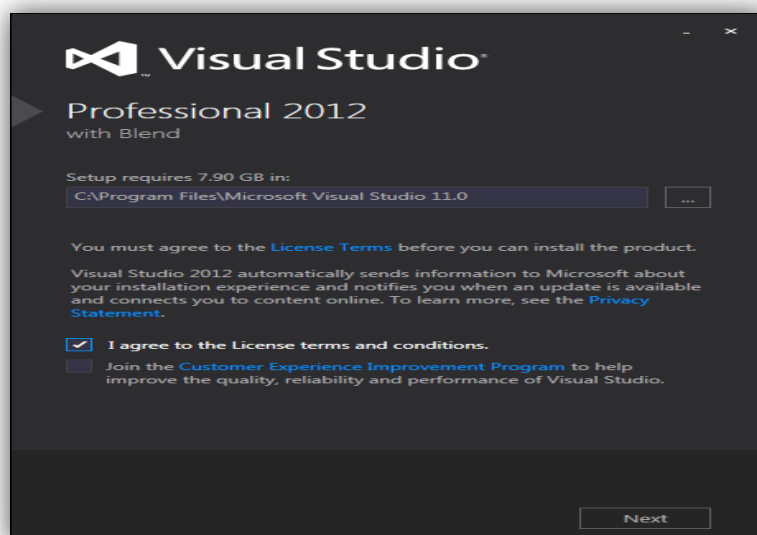 Visual Studio
Professional 2012
with Blend
Setup requires 7.90 GB in:
C:\Program Files\Microsoft Visual Studio 11.0
...
You must agree to the License Terms before you can install the product.
Visual Studio 2012 automatically sends information to Microsoft about
your installation experience and notifies you when an update is available
and connects you to content online. To learn more, see the Privacy
Statement.
I agree to the License terms and conditions.
Join the Customer Experience Improvement Program to help
improve the quality, reliability and performance of Visual Studio.
Next